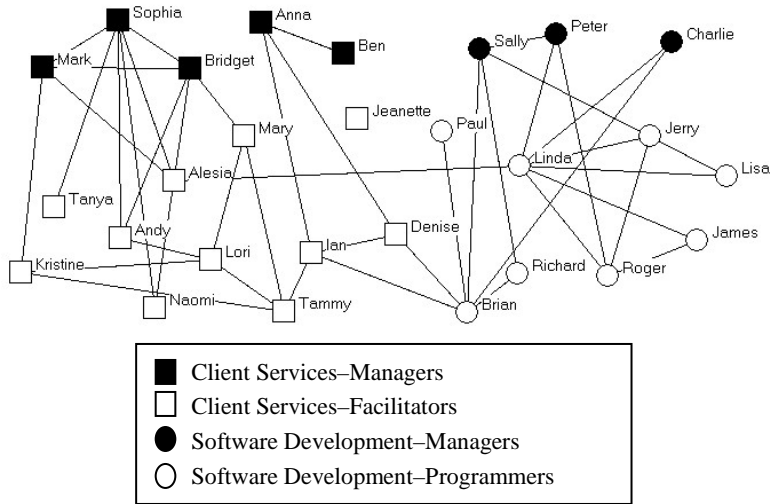 Sophia
Anna
Ben
Sally
Peter
Charlie
Mark
Bridget
Jeanette
Paul
Mary
Jerry
Linda
Lisa
Alesia
Tanya
Andy
Lori
Ian
Denise
James
Kristine
Richard
Roger
Naomi
Tammy
Brian
Client Services–Managers
Client Services–Facilitators
Software Development–Managers
Software Development–Programmers